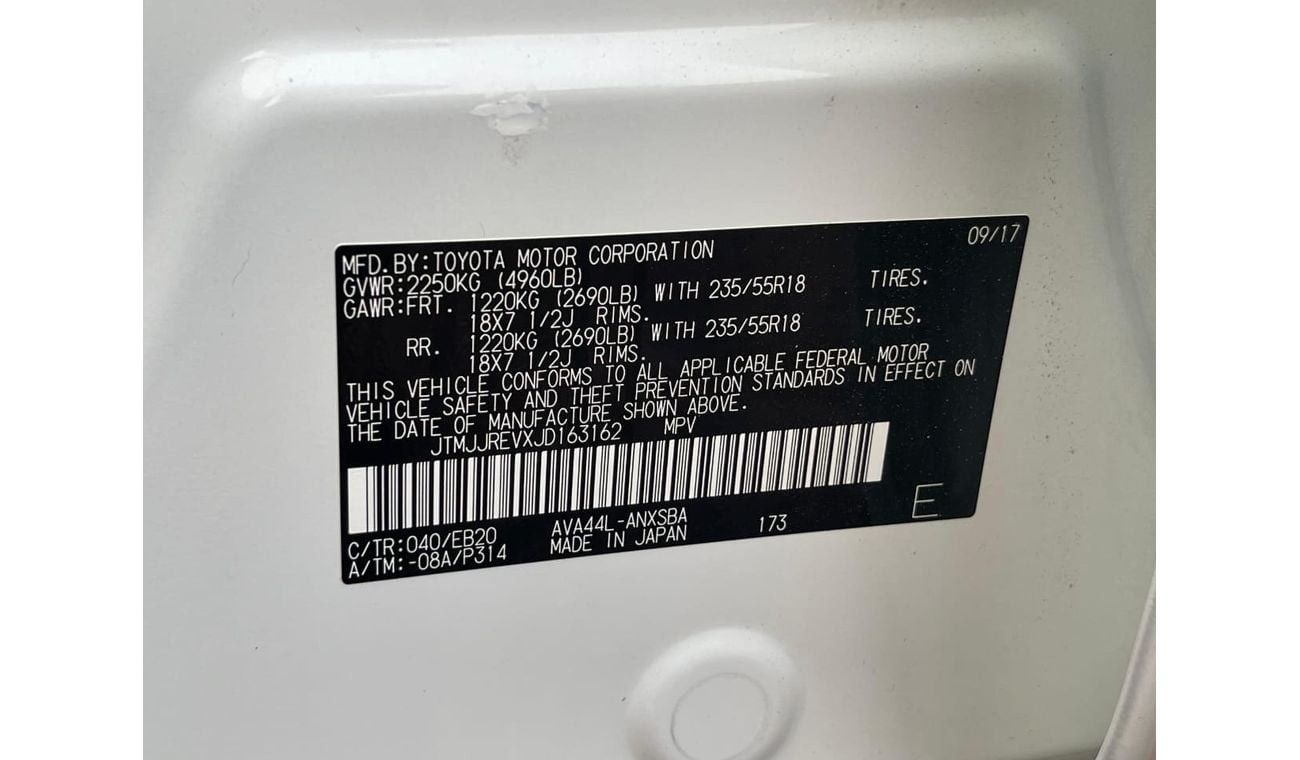 09/17
MFD.BY:TOYOTA MOTOR CORPORATION
GVWR:2250KG (4960LB)
GAWR:FRT. 1220KG (2690LB) WITH 235/55R18 TIRES.
18X7 1/2J RIMS.
RR. 1220KG (2690LB) WITH 235/55R18 TIRES.
18X7 1/2J RIMS.
THIS VEHICLE CONFORMS TO ALL APPLICABLE FEDERAL MOTOR
VEHICLE SAFETY AND THEFT PREVENTION STANDARDS IN EFFECT ON
THE DATE OF MANUFACTURE SHOWN ABOVE.
JTMJJREVXJD163162 MPV
C/TR:040/EB20 AVA44L-ANXSBA 173 E
A/TM:-08A/P314 MADE IN JAPAN